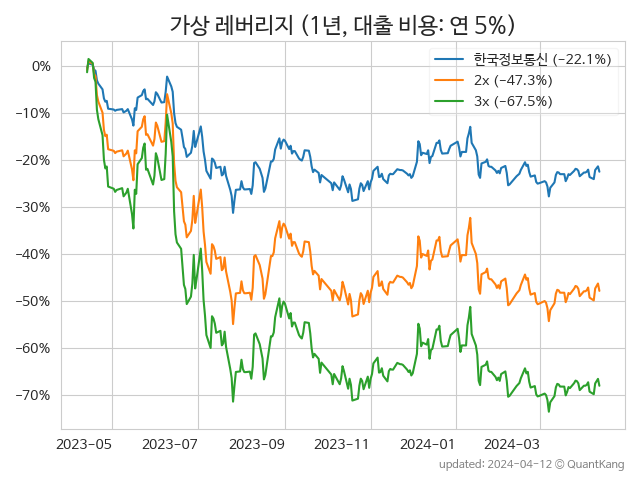 가상 레버리지 (1년, 대출 비용: 연 5%)
한국정보통신 (−22.1%)
2x (−47.3%)
3x (−67.5%)
0%
−10%
−20%
−30%
−40%
−50%
−60%
−70%
2023-05 2023-07 2023-09 2023-11 2024-01 2024-03
updated: 2024-04-12 © QuantKang